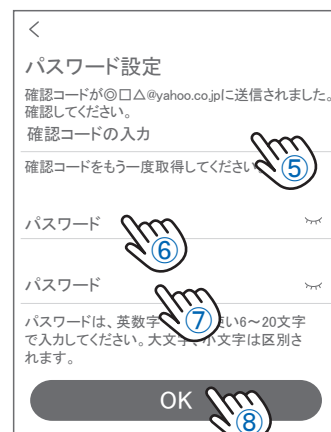 パスワード設定
確認コードが◎□△@yahoo.co.jpに送信されました。
確認してください。
確認コードの入力
確認コードをもう一度取得してください
⑤
パスワード
⑥
パスワード
⑦
パスワードは、英数字 使い6～20文字
で入力してください。大文字、小文字は区別さ
れます。
OK
⑧